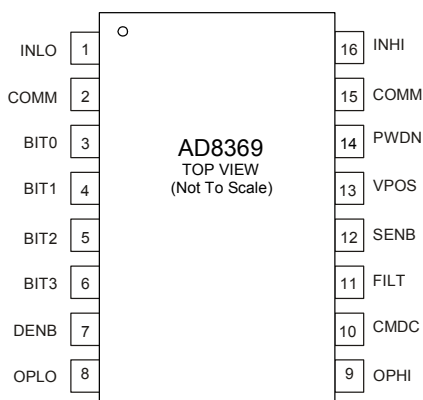 INLO 1
COMM 2
BIT0 3
BIT1 4
BIT2 5
BIT3 6
DENB 7
OPLO 8
AD8369
TOP VIEW
(Not To Scale)
16 INHI
15 COMM
14 PWDN
13 VPOS
12 SENB
11 FILT
10 CMDC
9 OPHI